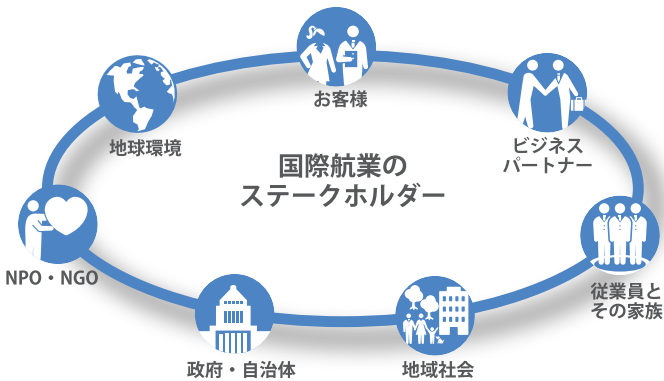 国際航業の
ステークホルダー
お客様
ビジネス
パートナー
従業員と
その家族
地域社会
政府・自治体
NPO・NGO
地球環境